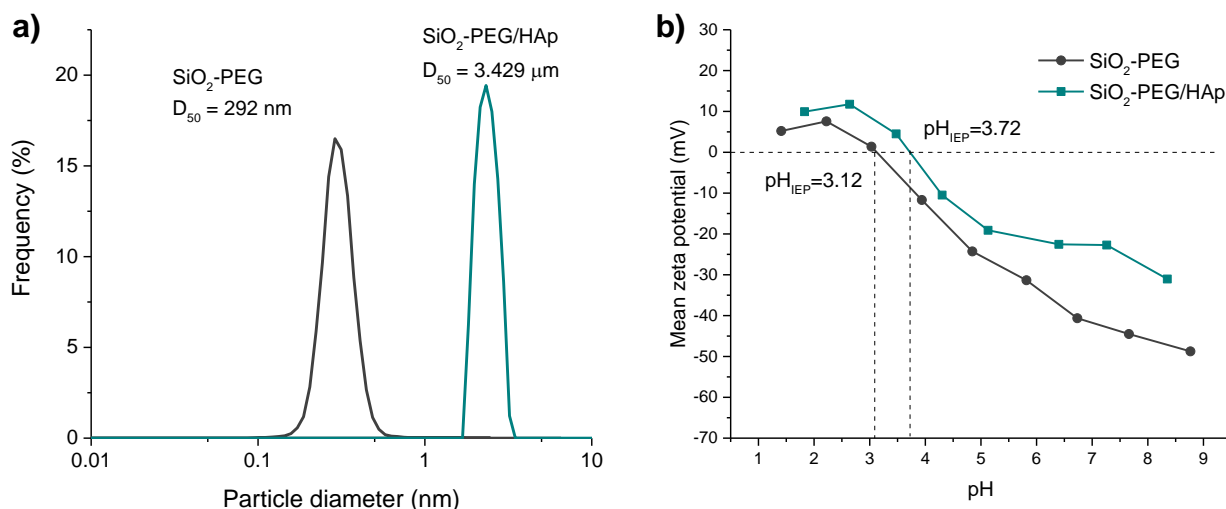 a)
SiO₂-PEG
D₅₀ = 292 nm
SiO₂-PEG/HAp
D₅₀ = 3.429 μm
Frequency (%)
20
15
10
5
0
0.01 0.1 1 10
Particle diameter (nm)
b)
SiO₂-PEG
SiO₂-PEG/HAp
pH_IEP=3.72
pH_IEP=3.12
Mean zeta potential (mV)
30
20
10
0
-10
-20
-30
-40
-50
-60
-70
1 2 3 4 5 6 7 8 9
pH